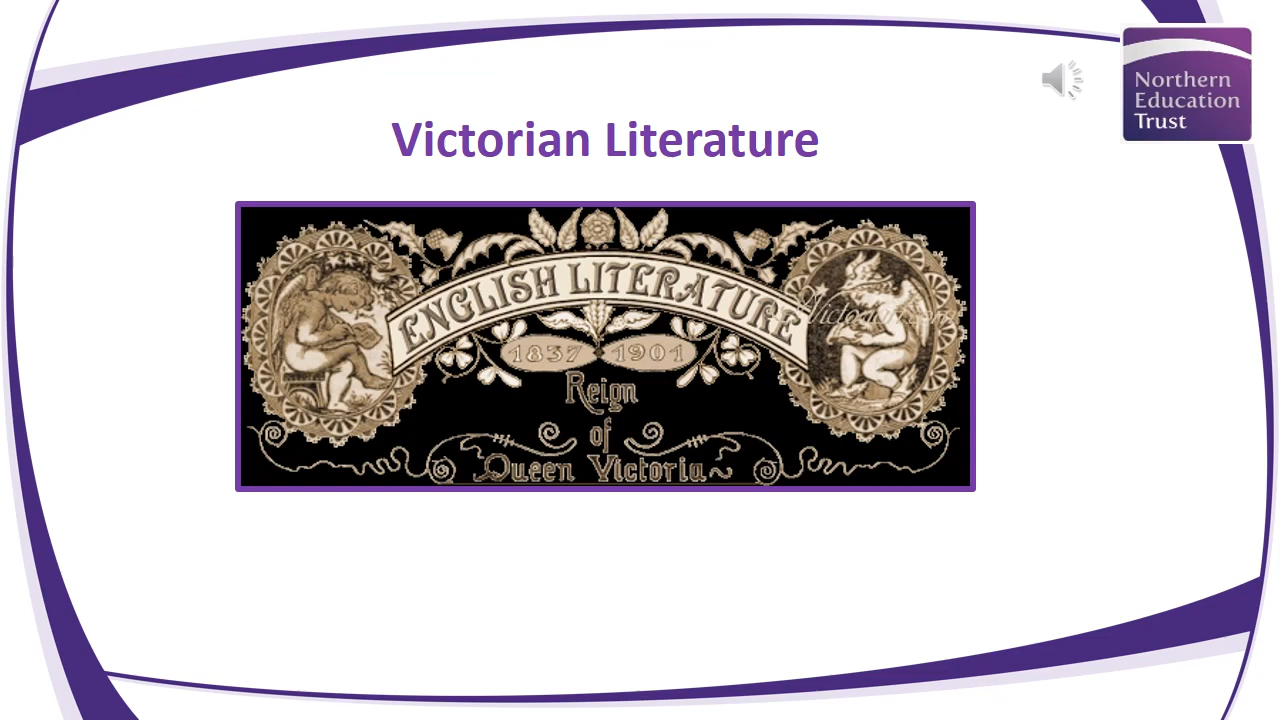 Northern
Education
Trust
Victorian Literature
ENGLISH LITERATURE
1837 1901
Reign
of
Queen Victoria